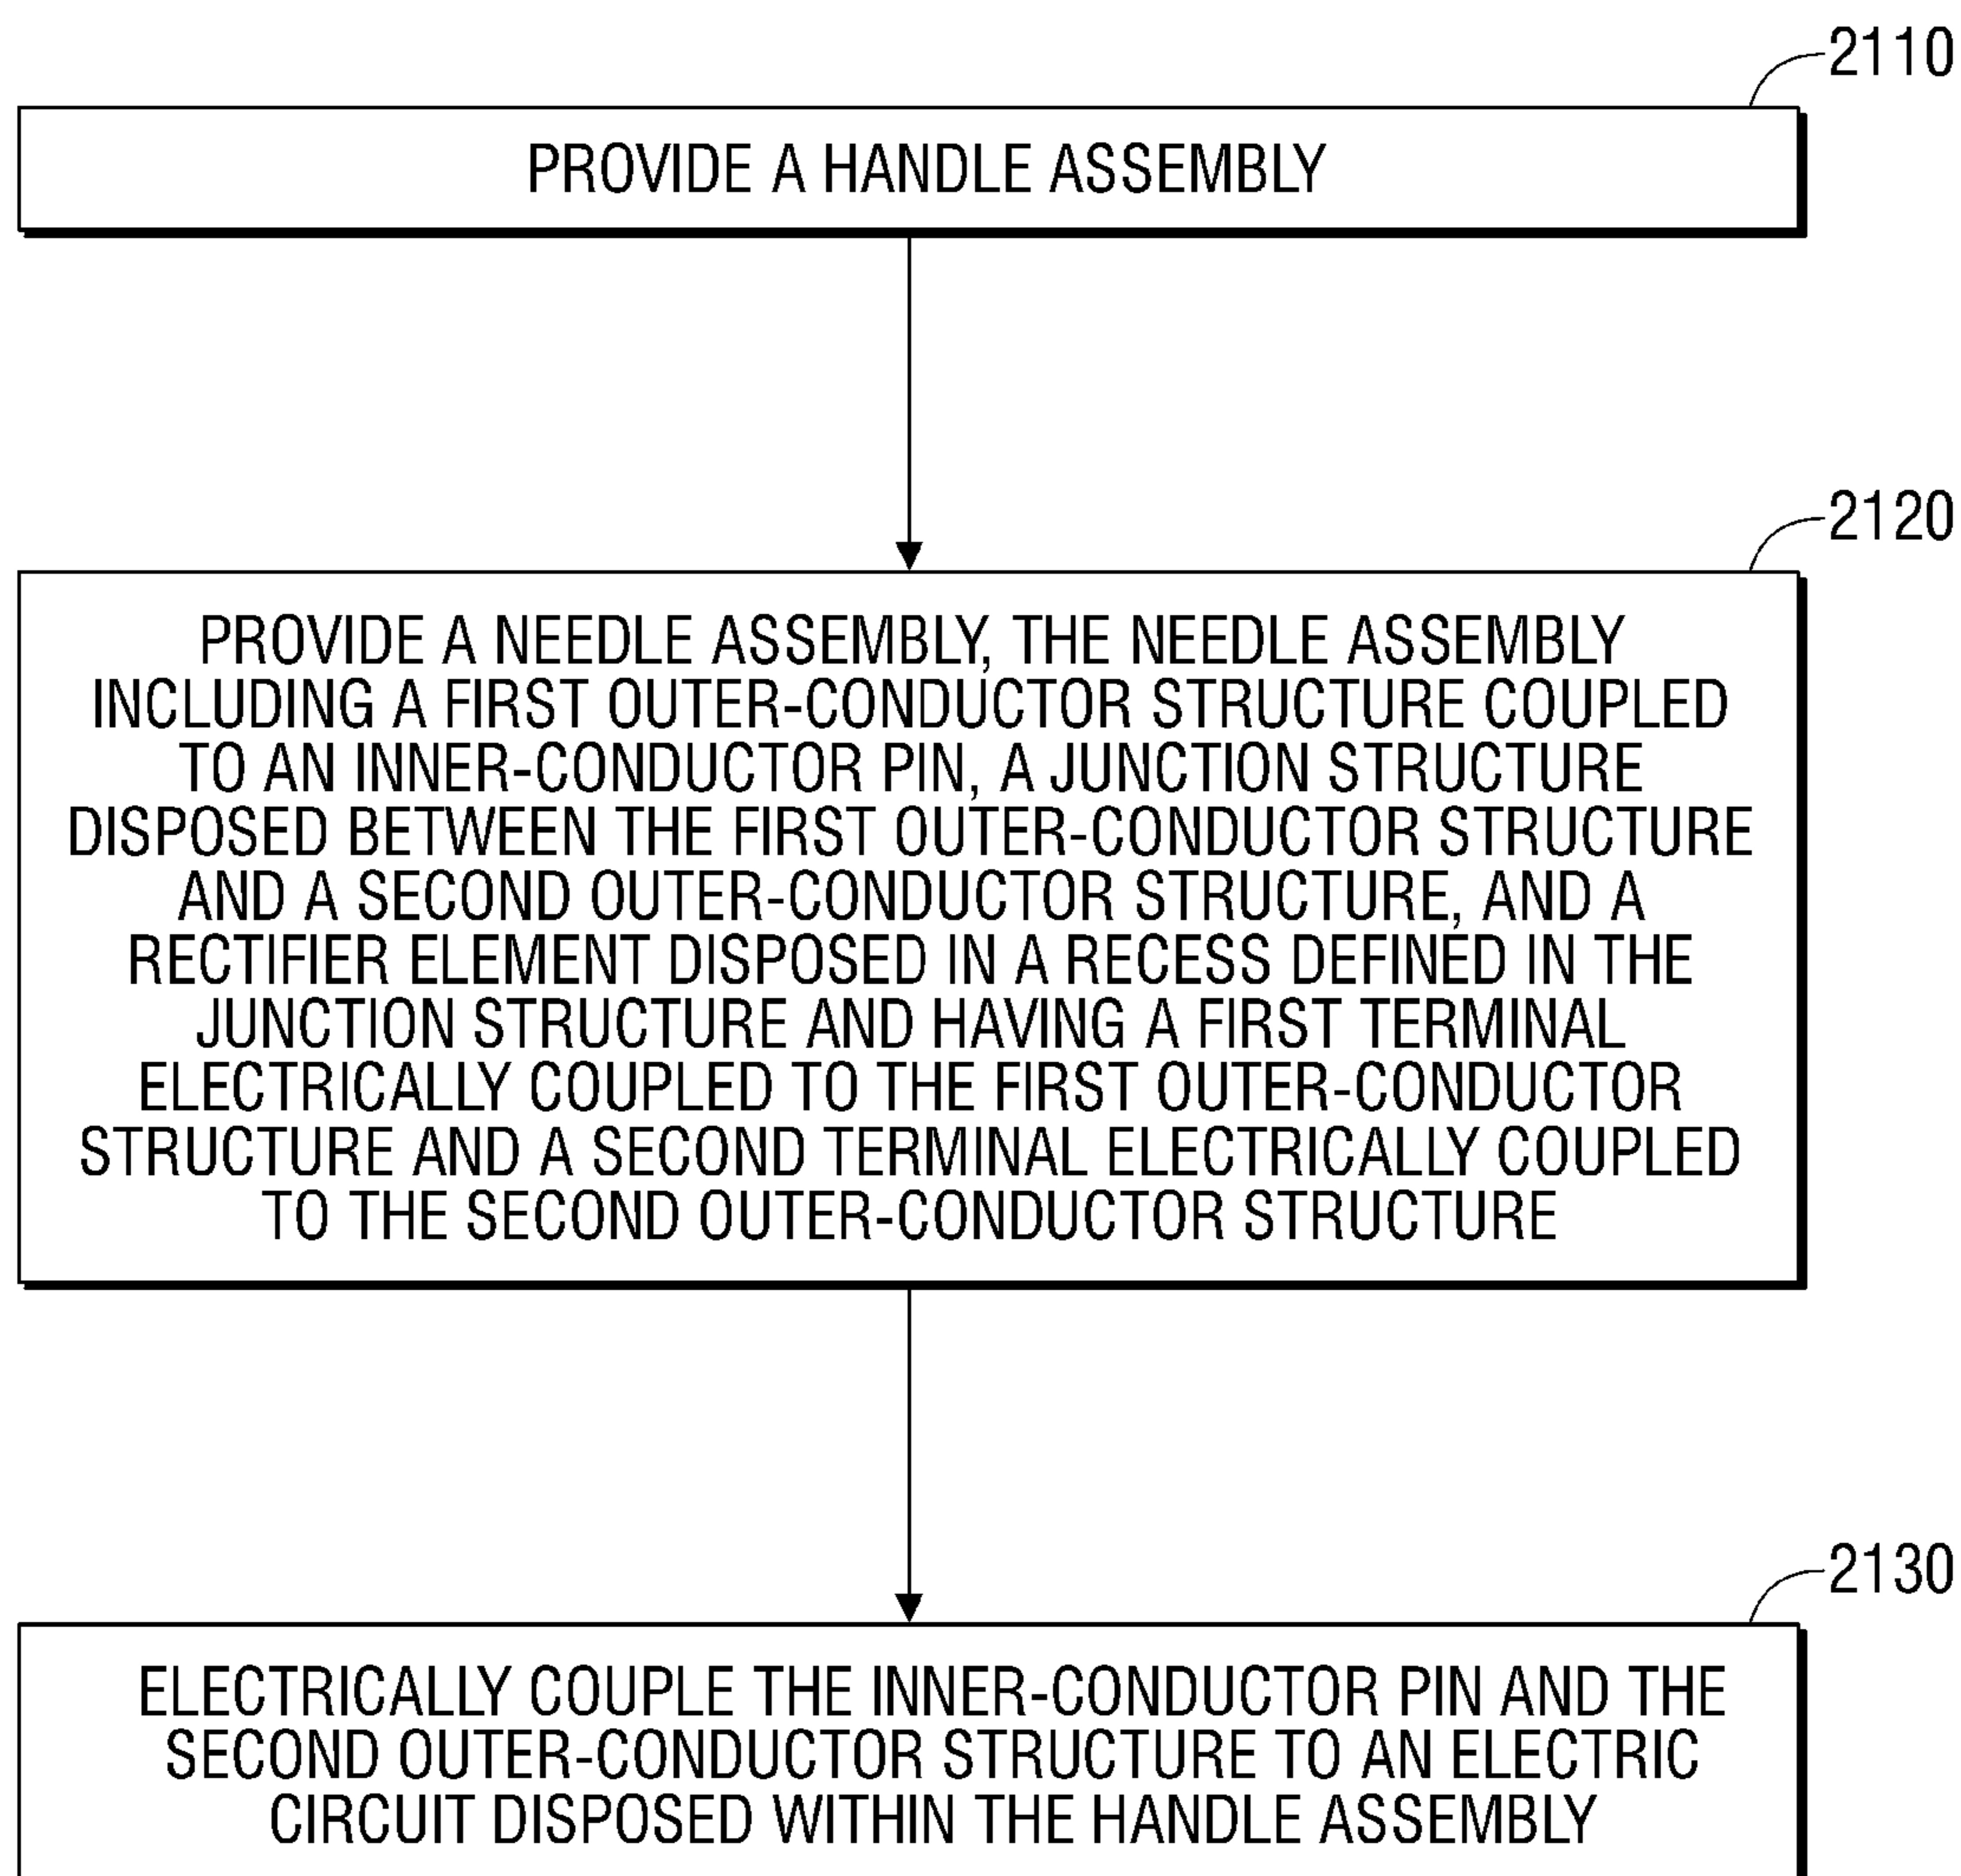 2110
PROVIDE A HANDLE ASSEMBLY
2120
PROVIDE A NEEDLE ASSEMBLY, THE NEEDLE ASSEMBLY
INCLUDING A FIRST OUTER-CONDUCTOR STRUCTURE COUPLED
TO AN INNER-CONDUCTOR PIN, A JUNCTION STRUCTURE
DISPOSED BETWEEN THE FIRST OUTER-CONDUCTOR STRUCTURE
AND A SECOND OUTER-CONDUCTOR STRUCTURE, AND A
RECTIFIER ELEMENT DISPOSED IN A RECESS DEFINED IN THE
JUNCTION STRUCTURE AND HAVING A FIRST TERMINAL
ELECTRICALLY COUPLED TO THE FIRST OUTER-CONDUCTOR
STRUCTURE AND A SECOND TERMINAL ELECTRICALLY COUPLED
TO THE SECOND OUTER-CONDUCTOR STRUCTURE
2130
ELECTRICALLY COUPLE THE INNER-CONDUCTOR PIN AND THE
SECOND OUTER-CONDUCTOR STRUCTURE TO AN ELECTRIC
CIRCUIT DISPOSED WITHIN THE HANDLE ASSEMBLY